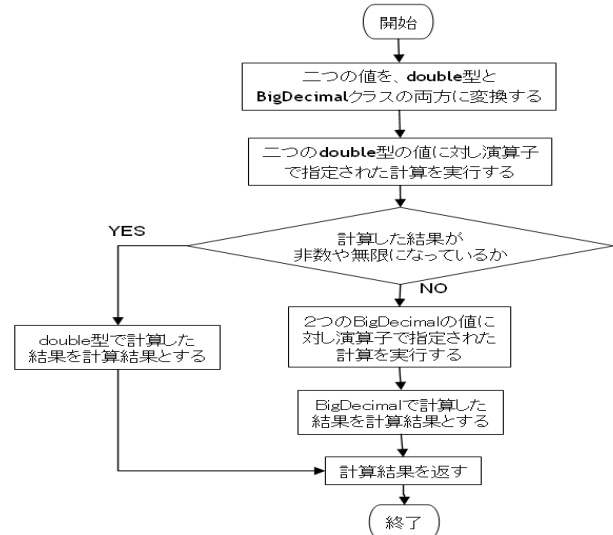 開始
二つの値を、double型と
BigDecimalクラスの両方に変換する
二つのdouble型の値に対し演算子
で指定された計算を実行する
計算した結果が
非数や無限になっているか
YES
NO
double型で計算した
結果を計算結果とする
2つのBigDecimalの値に
対し演算子で指定された
計算を実行する
BigDecimalで計算した
結果を計算結果とする
計算結果を返す
終了